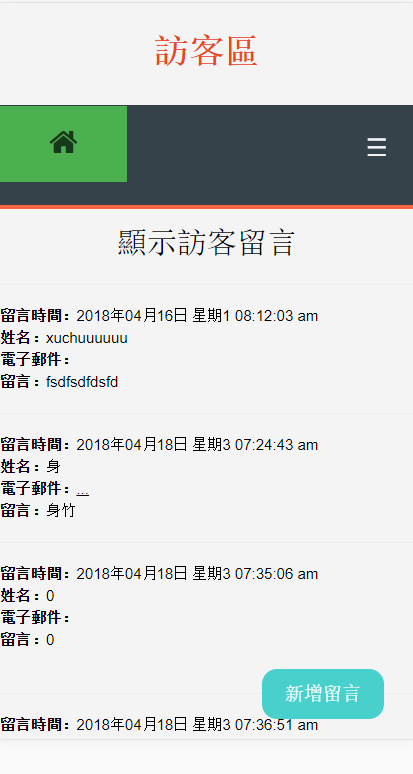 訪客區
顯示訪客留言
留言時間：2018年04月16日 星期1 08:12:03 am
姓名：xuchuuuuuu
電子郵件：
留言：fsdfsdfdsfd
留言時間：2018年04月18日 星期3 07:24:43 am
姓名：身
電子郵件：...
留言：身竹
留言時間：2018年04月18日 星期3 07:35:06 am
姓名：0
電子郵件：
留言：0
新增留言
留言時間：2018年04月18日 星期3 07:36:51 am